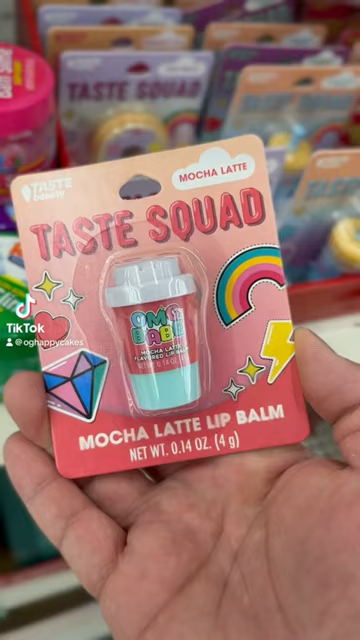 TASTE SQUAD
TASTE
beauty
MOCHA LATTE
TASTE SQUAD
OMG
BABE
MOCHA LATTE
FLAVORED LIP BALM
TikTok
@oghappycakes
MOCHA LATTE LIP BALM
NET WT. 0.14 OZ. (4 g)